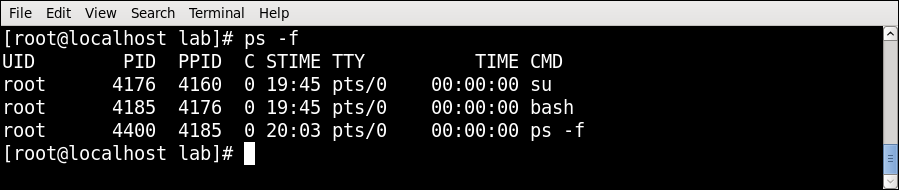 File Edit View Search Terminal Help
[root@localhost lab]# ps -f
UID        PID  PPID  C STIME TTY          TIME CMD
root      4176  4160  0 19:45 pts/0    00:00:00 su
root      4185  4176  0 19:45 pts/0    00:00:00 bash
root      4400  4185  0 20:03 pts/0    00:00:00 ps -f
[root@localhost lab]#